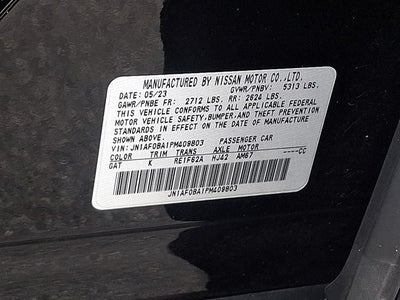 MANUFACTURED BY NISSAN MOTOR CO.,LTD.
DATE: 05/23 GVWR/PNBV: 5313 LBS.
GAWR/PNBE FR: 2712 LBS. RR: 2624 LBS.
THIS VEHICLE CONFORMS TO ALL APPLICABLE FEDERAL
MOTOR VEHICLE SAFETY,BUMPER,AND THEFT PREVENTION
STANDARDS IN EFFECT ON THE DATE OF MANUFACTURE
SHOWN ABOVE.
VIN: JN1AF0BA1PM409803 PASSENGER CAR
COLOR TRIM TRANS AXLE MOTOR ----CC
GAT K RE1F62A HJ42 AM67
JN1AF0BA1PM409803